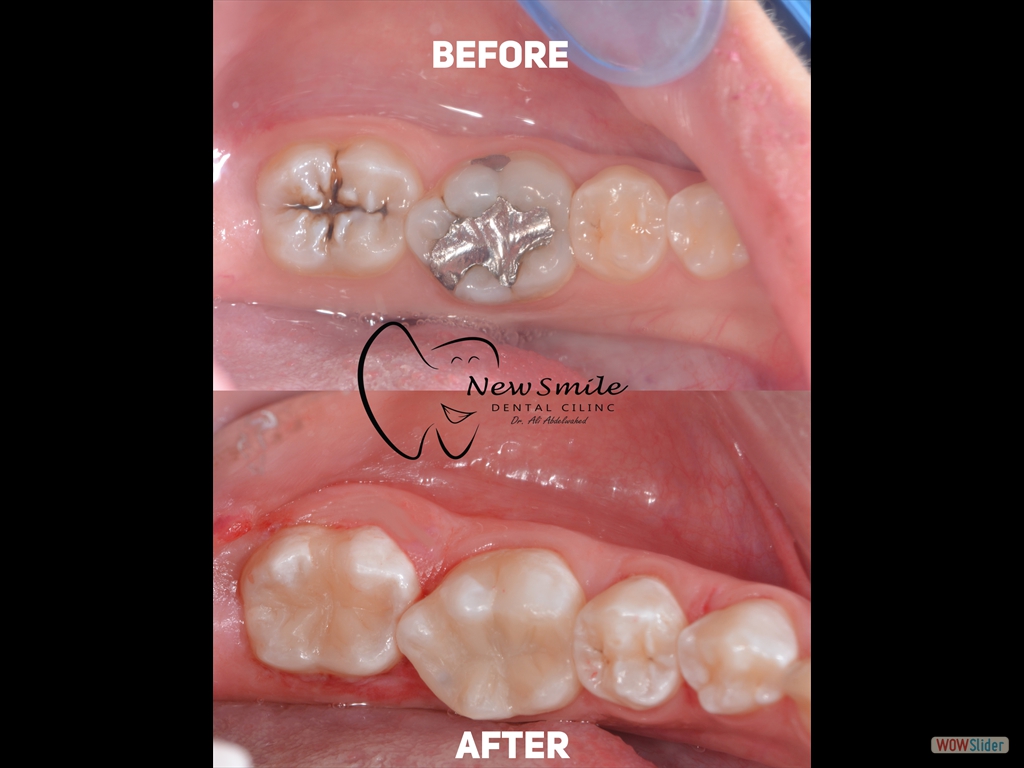 BEFORE
New Smile
DENTAL CILINC
Dr. Ali Abdelwahed
AFTER
WOWSlider